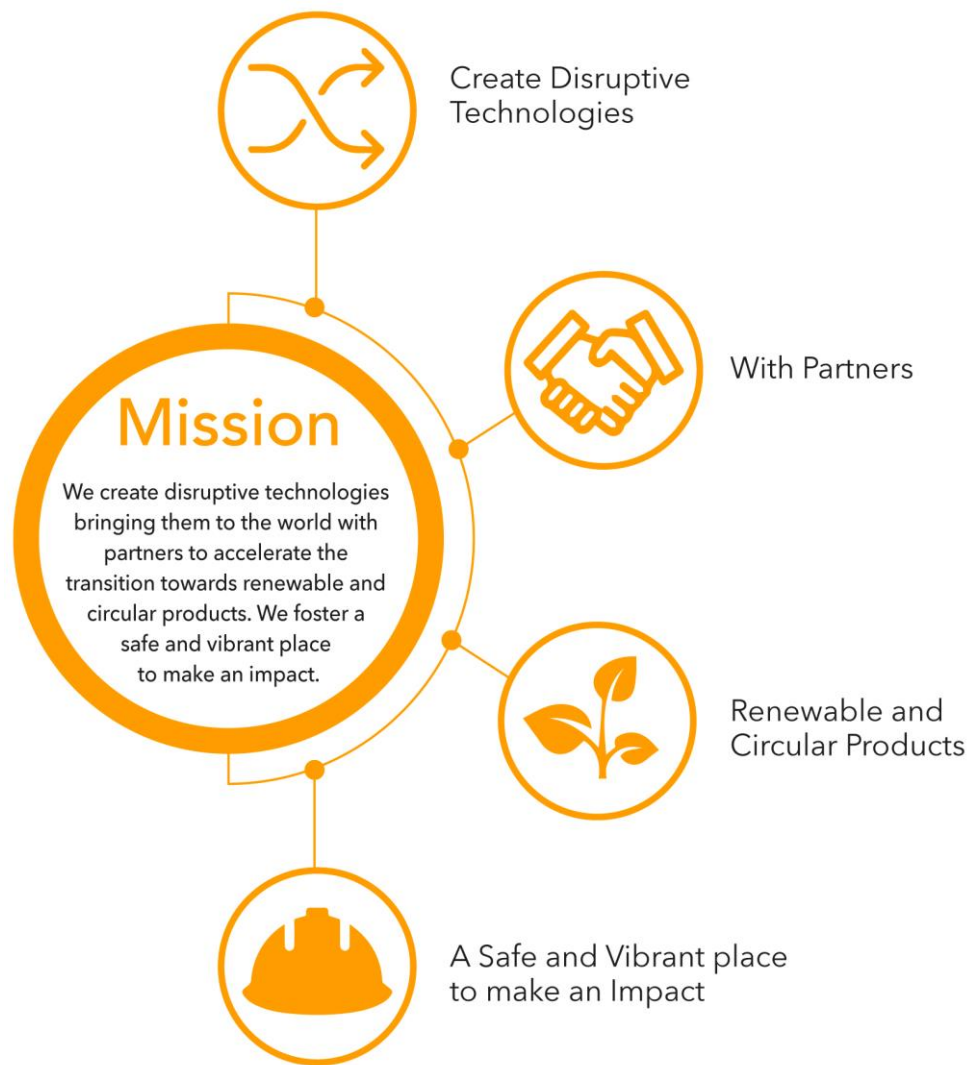 Create Disruptive
Technologies
With Partners
Mission
We create disruptive technologies
bringing them to the world with
partners to accelerate the
transition towards renewable and
circular products. We foster a
safe and vibrant place
to make an impact.
Renewable and
Circular Products
A Safe and Vibrant place
to make an Impact